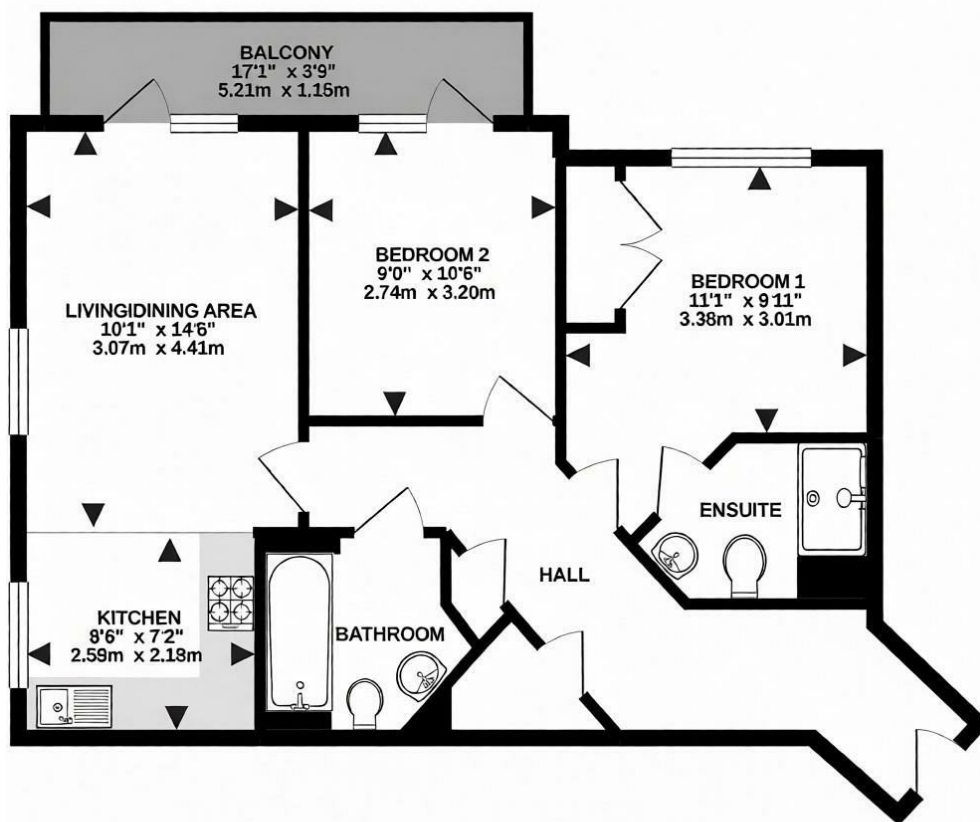 BALCONY
17'1" x 3'9"
5.21m x 1.15m
BEDROOM 2
9'0" x 10'6"
2.74m x 3.20m
BEDROOM 1
11'1" x 9'11"
3.38m x 3.01m
LIVINGIDINING AREA
10'1" x 14'6"
3.07m x 4.41m
ENSUITE
HALL
KITCHEN
8'6" x 7'2"
2.59m x 2.18m
BATHROOM